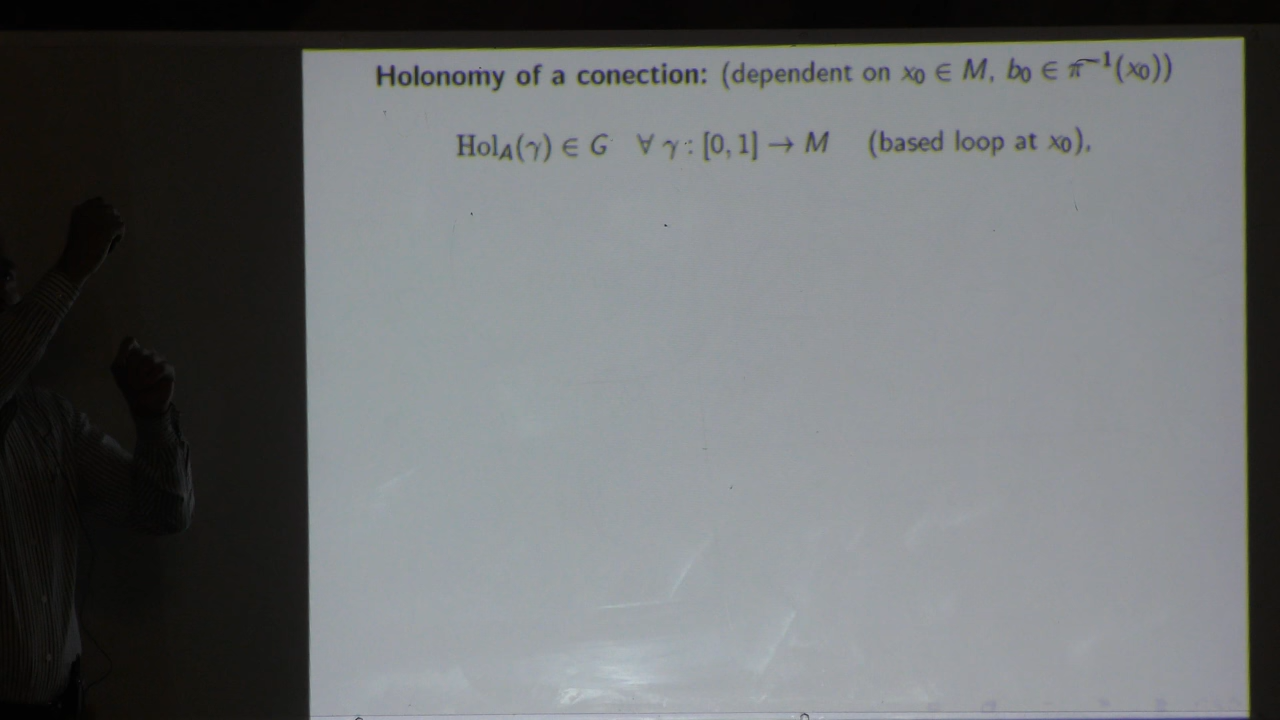 Holonomy of a conection: (dependent on x₀ ∈ M, b₀ ∈ π⁻¹(x₀))
Hol_A(γ) ∈ G ∀ γ : [0, 1] → M (based loop at x₀).